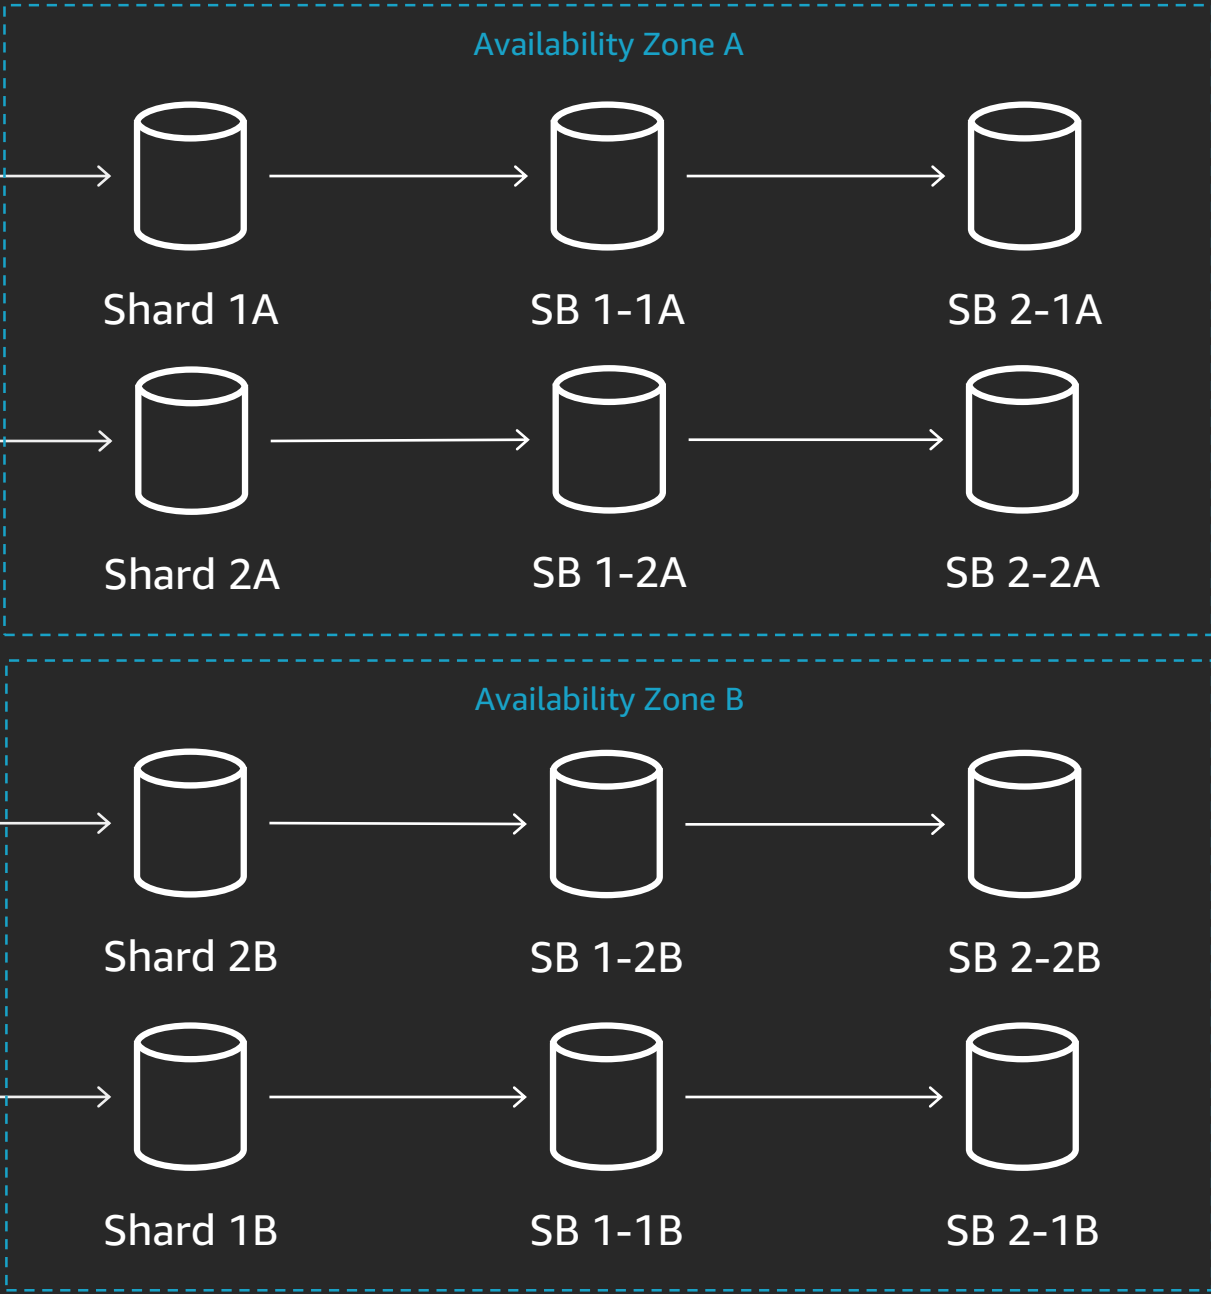 Availability Zone A
Shard 1A
SB 1-1A
SB 2-1A
Shard 2A
SB 1-2A
SB 2-2A
Availability Zone B
Shard 2B
SB 1-2B
SB 2-2B
Shard 1B
SB 1-1B
SB 2-1B